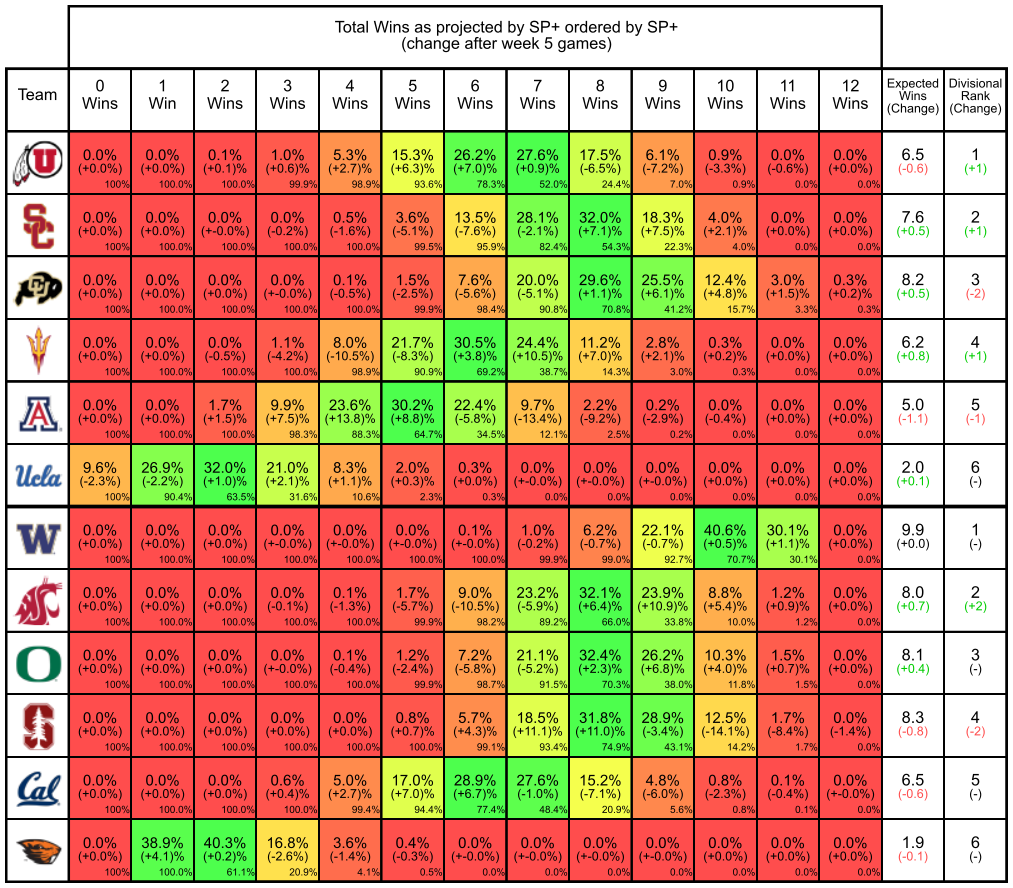 Total Wins as projected by SP+ ordered by SP+
(change after week 5 games)
Team 0 Wins 1 Win 2 Wins 3 Wins 4 Wins 5 Wins 6 Wins 7 Wins 8 Wins 9 Wins 10 Wins 11 Wins 12 Wins Expected Wins (Change) Divisional Rank (Change)
U 0.0% 0.0% 0.1% 1.0% 5.3% 15.3% 26.2% 27.6% 17.5% 6.1% 0.9% 0.0% 0.0% 6.5 1
(+0.0%) (+0.0%) (+0.1)% (+0.6)% (+2.7)% (+6.3)% (+7.0)% (+0.9)% (-6.5)% (-7.2)% (-3.3)% (-0.6)% (+0.0)% (-0.6) (+1)
100% 100.0% 100.0% 99.9% 98.9% 93.6% 78.3% 52.0% 24.4% 7.0% 0.9% 0.0% 0.0%
SC 0.0% 0.0% 0.0% 0.0% 0.5% 3.6% 13.5% 28.1% 32.0% 18.3% 4.0% 0.0% 0.0% 7.6 2
(+0.0%) (+0.0%) (+-0.0)% (-0.2)% (-1.6)% (-5.1)% (-7.6)% (-2.1)% (+7.1)% (+7.5)% (+2.1)% (+0.0)% (+0.0)% (+0.5) (+1)
100% 100.0% 100.0% 100.0% 100.0% 99.5% 95.9% 82.4% 54.3% 22.3% 4.0% 0.0% 0.0%
CU 0.0% 0.0% 0.0% 0.0% 0.1% 1.5% 7.6% 20.0% 29.6% 25.5% 12.4% 3.0% 0.3% 8.2 3
(+0.0%) (+0.0%) (+0.0%) (+-0.0%) (-0.5%) (-2.5%) (-5.6%) (-5.1%) (+1.1)% (+6.1)% (+4.8)% (+1.5)% (+0.2)% (+0.5) (-2)
100% 100.0% 100.0% 100.0% 100.0% 99.9% 98.4% 90.8% 70.8% 41.2% 15.7% 3.3% 0.3%
0.0% 0.0% 0.0% 1.1% 8.0% 21.7% 30.5% 24.4% 11.2% 2.8% 0.3% 0.0% 0.0% 6.2 4
(+0.0%) (+0.0%) (-0.5%) (-4.2%) (-10.5%) (-8.3%) (+3.8)% (+10.5)% (+7.0)% (+2.1)% (+0.2)% (+0.0)% (+0.0%) (+0.8) (+1)
100% 100.0% 100.0% 100.0% 98.9% 90.9% 69.2% 38.7% 14.3% 3.0% 0.3% 0.0% 0.0%
A 0.0% 0.0% 1.7% 9.9% 23.6% 30.2% 22.4% 9.7% 2.2% 0.2% 0.0% 0.0% 0.0% 5.0 5
(+0.0%) (+0.0%) (+1.5)% (+7.5)% (+13.8)% (+8.8)% (-5.8)% (-13.4)% (-9.2)% (-2.9)% (-0.4)% (+0.0)% (+0.0%) (-1.1) (-1)
100% 100.0% 100.0% 98.3% 88.3% 64.7% 34.5% 12.1% 2.5% 0.2% 0.0% 0.0% 0.0%
Ucla 9.6% 26.9% 32.0% 21.0% 8.3% 2.0% 0.3% 0.0% 0.0% 0.0% 0.0% 0.0% 0.0% 2.0 6
(-2.3%) (-2.2%) (+1.0)% (+2.1)% (+1.1)% (+0.3)% (+-0.0)% (+-0.0)% (+-0.0)% (+-0.0)% (+-0.0)% (+-0.0)% (+0.0%) (+0.1) (-)
100% 90.4% 63.5% 31.6% 10.6% 2.3% 0.3% 0.0% 0.0% 0.0% 0.0% 0.0% 0.0%
W 0.0% 0.0% 0.0% 0.0% 0.0% 0.0% 0.1% 1.0% 6.2% 22.1% 40.6% 30.1% 0.0% 9.9 1
(+0.0%) (+0.0%) (+0.0%) (+-0.0%) (+-0.0%) (+-0.0%) (+-0.0%) (-0.2%) (-0.7%) (-0.7%) (+0.5)% (+1.1)% (+0.0%) (+0.0) (-)
100% 100.0% 100.0% 100.0% 100.0% 100.0% 100.0% 99.9% 99.0% 92.7% 70.7% 30.1% 0.0%
WSC 0.0% 0.0% 0.0% 0.0% 0.1% 1.7% 9.0% 23.2% 32.1% 23.9% 8.8% 1.2% 0.0% 8.0 2
(+0.0%) (+0.0%) (+0.0%) (-0.1%) (-1.3%) (-5.7%) (-10.5%) (-5.9%) (+6.4)% (+10.9)% (+5.4)% (+0.9)% (+0.0%) (+0.7) (+2)
100% 100.0% 100.0% 100.0% 100.0% 99.9% 98.2% 89.2% 66.0% 33.8% 10.0% 1.2% 0.0%
O 0.0% 0.0% 0.0% 0.0% 0.1% 1.2% 7.2% 21.1% 32.4% 26.2% 10.3% 1.5% 0.0% 8.1 3
(+0.0%) (+0.0%) (+0.0%) (+-0.0%) (-0.4%) (-2.4%) (-5.8%) (-5.2%) (+2.3)% (+6.8)% (+4.0)% (+0.7)% (+0.0%) (+0.4) (-)
100% 100.0% 100.0% 100.0% 100.0% 99.9% 98.7% 91.5% 70.3% 38.0% 11.8% 1.5% 0.0%
S 0.0% 0.0% 0.0% 0.0% 0.0% 0.8% 5.7% 18.5% 31.8% 28.9% 12.5% 1.7% 0.0% 8.3 4
(+0.0%) (+0.0%) (+0.0%) (+0.0%) (+0.0)% (+0.7)% (+4.3)% (+11.1)% (+11.0)% (-3.4)% (-14.1)% (-8.4)% (-1.4)% (-0.8) (-2)
100% 100.0% 100.0% 100.0% 100.0% 100.0% 99.1% 93.4% 74.9% 43.1% 14.2% 1.7% 0.0%
Cal 0.0% 0.0% 0.0% 0.6% 5.0% 17.0% 28.9% 27.6% 15.2% 4.8% 0.8% 0.1% 0.0% 6.5 5
(+0.0%) (+0.0%) (+0.0%) (+0.4)% (+2.7)% (+7.0)% (+6.7)% (-1.0)% (-7.1)% (-6.0)% (-2.3)% (-0.4)% (+-0.0)% (-0.6) (-)
100% 100.0% 100.0% 100.0% 99.4% 94.4% 77.4% 48.4% 20.9% 5.6% 0.8% 0.1% 0.0%
0.0% 38.9% 40.3% 16.8% 3.6% 0.4% 0.0% 0.0% 0.0% 0.0% 0.0% 0.0% 0.0% 1.9 6
(+0.0%) (+4.1)% (+0.2)% (-2.6)% (-1.4)% (-0.3)% (+-0.0)% (+-0.0)% (+-0.0)% (+-0.0)% (+-0.0)% (+0.0)% (+0.0%) (-0.1) (-)
100% 100.0% 61.1% 20.9% 4.1% 0.5% 0.0% 0.0% 0.0% 0.0% 0.0% 0.0% 0.0%